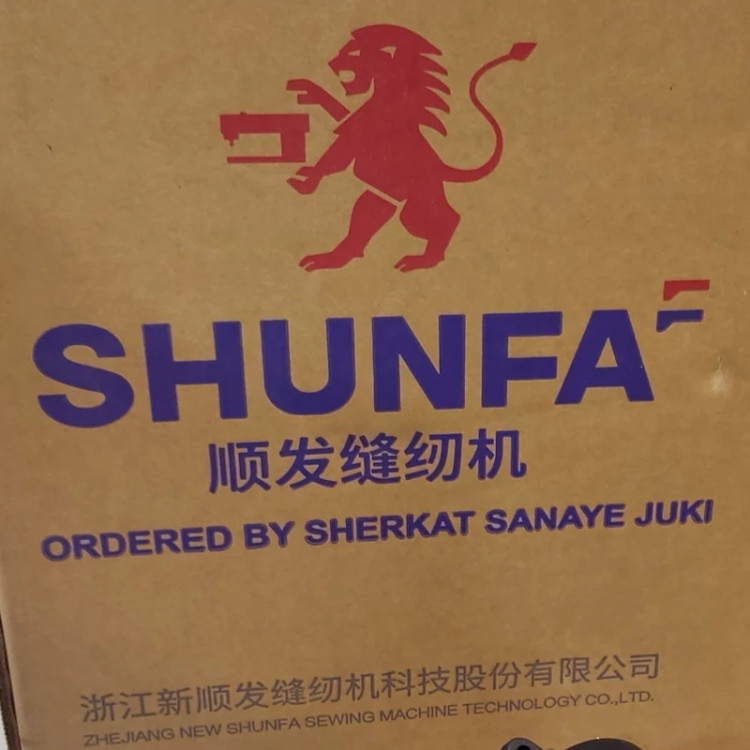 SHUNFA
顺发缝纫机
ORDERED BY SHERKAT SANAYE JUKI
浙江新顺发缝纫机科技股份有限公司
ZHEJIANG NEW SHUNFA SEWING MACHINE TECHNOLOGY CO.,LTD.